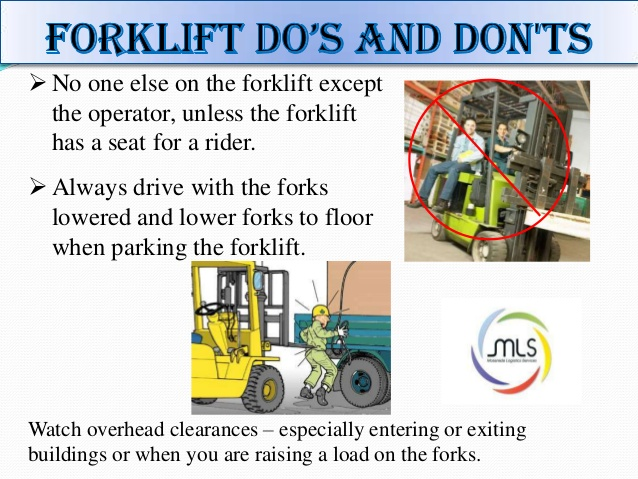 FORKLIFT DO’S AND DON'TS
➢ No one else on the forklift except
the operator, unless the forklift
has a seat for a rider.
➢ Always drive with the forks
lowered and lower forks to floor
when parking the forklift.
MLS
Watch overhead clearances – especially entering or exiting
buildings or when you are raising a load on the forks.